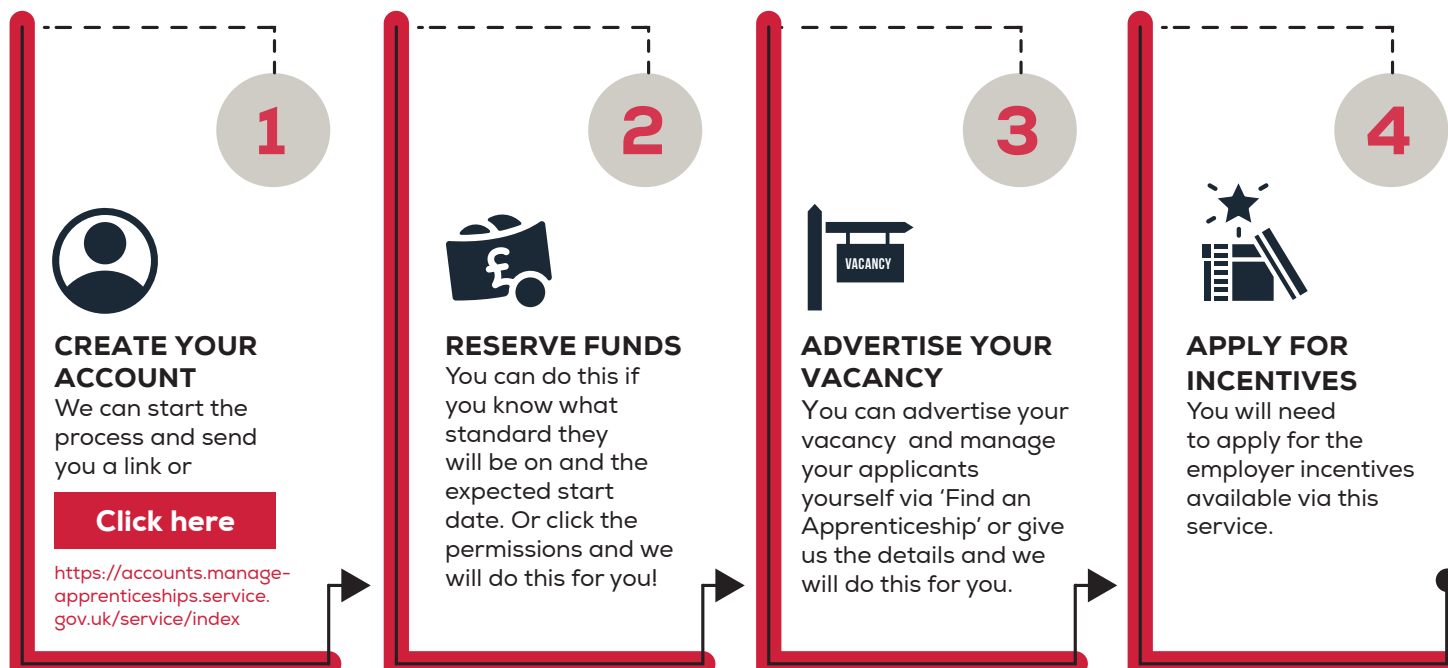 1
CREATE YOUR
ACCOUNT
We can start the
process and send
you a link or
Click here
https://accounts.manage-
apprenticeships.service.
gov.uk/service/index
2
£
RESERVE FUNDS
You can do this if
you know what
standard they
will be on and the
expected start
date. Or click the
permissions and we
will do this for you!
3
VACANCY
ADVERTISE YOUR
VACANCY
You can advertise your
vacancy and manage
your applicants
yourself via ‘Find an
Apprenticeship’ or give
us the details and we
will do this for you.
4
APPLY FOR
INCENTIVES
You will need
to apply for the
employer incentives
available via this
service.